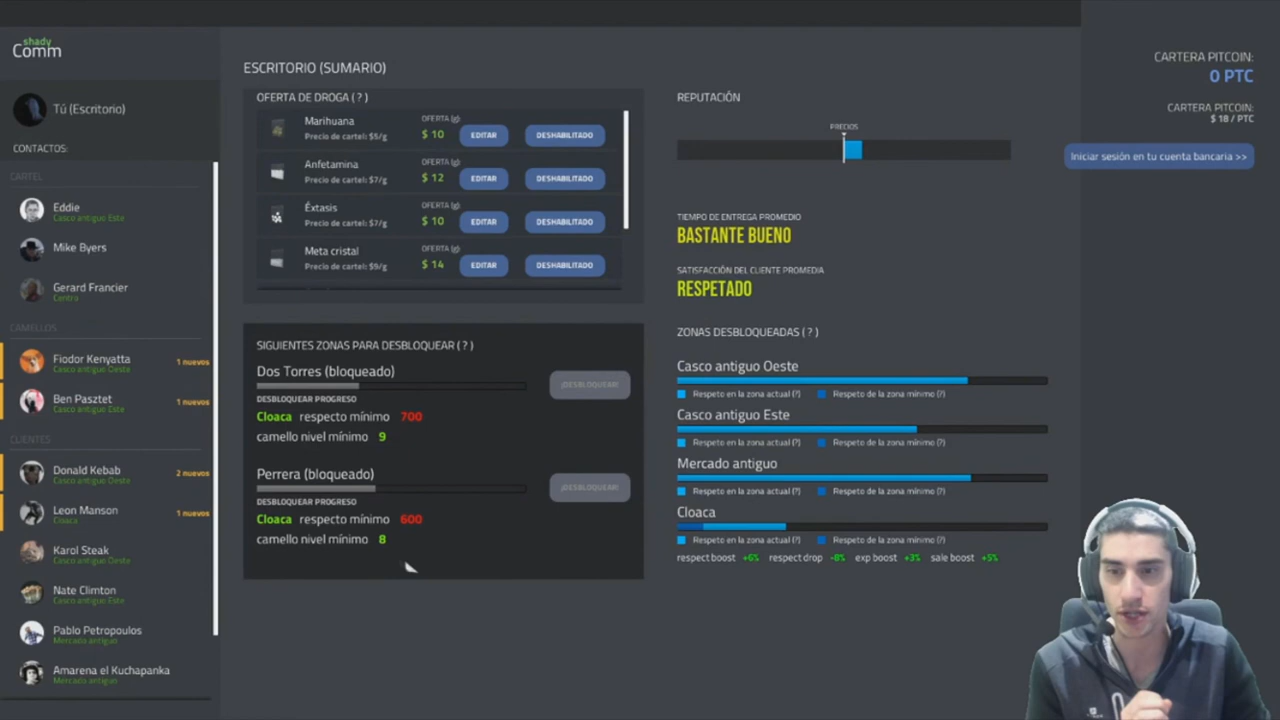 shady
Comm
Tú (Escritorio)
CONTACTOS:
CARTEL
Eddie
Casco antiguo Este
Mike Byers
Gerard Francier
Centro
CAMELLOS
Fiodor Kenyatta
Casco antiguo Oeste
1 nuevos
Ben Pasztet
Casco antiguo Este
1 nuevos
CLIENTES
Donald Kebab
Casco antiguo Oeste
2 nuevos
Leon Manson
Cloaca
1 nuevos
Karol Steak
Casco antiguo Oeste
Nate Climton
Casco antiguo Este
Pablo Petropoulos
Mercado antiguo
Amarena el Kuchapanka
Mercado antiguo
ESCRITORIO (SUMARIO)
OFERTA DE DROGA ( ? )
Marihuana
Precio de cartel: $5/g
OFERTA (g):
$ 10
EDITAR
DESHABILITADO
Anfetamina
Precio de cartel: $7/g
OFERTA (g):
$ 12
EDITAR
DESHABILITADO
Éxtasis
Precio de cartel: $7/g
OFERTA (g):
$ 10
EDITAR
DESHABILITADO
Meta cristal
Precio de cartel: $9/g
OFERTA (g):
$ 14
EDITAR
DESHABILITADO
SIGUIENTES ZONAS PARA DESBLOQUEAR ( ? )
Dos Torres (bloqueado)
¡DESBLOQUEAR!
DESBLOQUEAR PROGRESO
Cloaca respecto mínimo 700
camello nivel mínimo 9
Perrera (bloqueado)
¡DESBLOQUEAR!
DESBLOQUEAR PROGRESO
Cloaca respecto mínimo 600
camello nivel mínimo 8
REPUTACIÓN
PRECIOS
TIEMPO DE ENTREGA PROMEDIO
BASTANTE BUENO
SATISFACCIÓN DEL CLIENTE PROMEDIA
RESPETADO
ZONAS DESBLOQUEADAS ( ? )
Casco antiguo Oeste
Respeto en la zona actual (?) Respeto de la zona mínimo (?)
Casco antiguo Este
Respeto en la zona actual (?) Respeto de la zona mínimo (?)
Mercado antiguo
Respeto en la zona actual (?) Respeto de la zona mínimo (?)
Cloaca
Respeto en la zona actual (?) Respeto de la zona mínimo (?)
respect boost +6% respect drop -8% exp boost +3% sale boost +5%
CARTERA PITCOIN:
0 PTC
CARTERA PITCOIN:
$ 18 / PTC
Iniciar sesión en tu cuenta bancaria >>